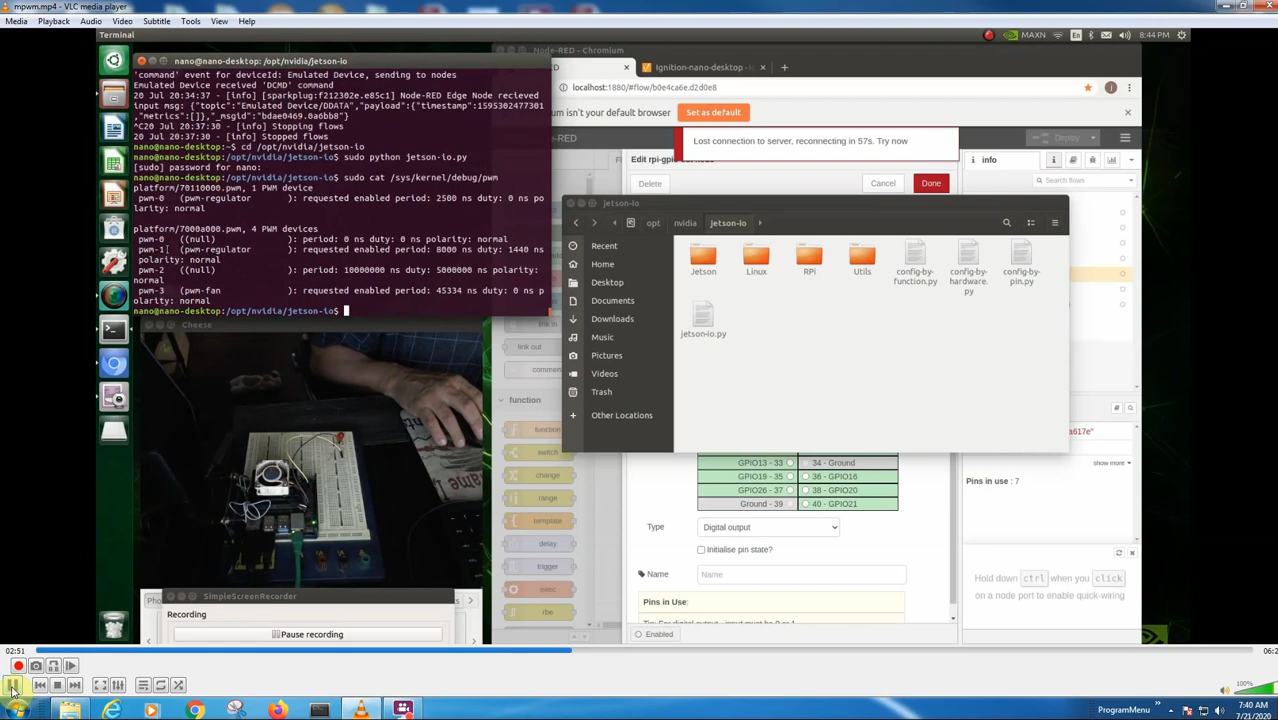 mpwm.mp4 - VLC media player
Media Playback Audio Video Subtitle Tools View Help
Terminal
MAXN En 8:44 PM
nano@nano-desktop: /opt/nvidia/jetson-io
'command' event for deviceId: Emulated Device, sending to nodes
Emulated Device received 'DCMD' command
20 Jul 20:34:37 - [info] [sparkplug:f212302e.e85c1] Node-RED Edge Node recieved
input msg: {"topic":"Emulated Device/DDATA","payload":{"timestamp":1595302477301
,"metrics":[]},"_msgid":"bdae0469.0a6bb8"}
^C20 Jul 20:37:30 - [info] Stopping flows
20 Jul 20:37:30 - [info] Stopped flows
nano@nano-desktop:~$ cd /opt/nvidia/jetson-io
nano@nano-desktop:/opt/nvidia/jetson-io$ sudo python jetson-io.py
[sudo] password for nano:
nano@nano-desktop:/opt/nvidia/jetson-io$ sudo cat /sys/kernel/debug/pwm
platform/70110000.pwm, 1 PWM device
pwm-0 (pwm-regulator ): requested enabled period: 2500 ns duty: 0 ns po
larity: normal
platform/7000a000.pwm, 4 PWM devices
pwm-0 ((null) ): period: 0 ns duty: 0 ns polarity: normal
pwm-1[ (pwm-regulator ): requested enabled period: 8000 ns duty: 1440 ns
polarity: normal
pwm-2 ((null) ): period: 10000000 ns duty: 5000000 ns polarity:
normal
pwm-3 (pwm-fan ): requested enabled period: 45334 ns duty: 0 ns p
olarity: normal
nano@nano-desktop:/opt/nvidia/jetson-io$
Node-RED - Chromium
Ignition-nano-desktop -
localhost:1880/#flow/b0e4ca6e.d2d0e8
isn't your default browser Set as default
Lost connection to server, reconnecting in 57s. Try now
Deploy
Delete Cancel Done
info
Search flows
jetson-io
opt nvidia jetson-io
Recent
Home
Desktop
Documents
Downloads
Music
Pictures
Videos
Trash
Other Locations
Jetson Linux RPi Utils config-by-function.py config-by-hardware.py config-by-pin.py
jetson-io.py
Cheese
link out
function
function
switch
change
range
template
delay
trigger
exec
rbe
GPIO13 - 33 34 - Ground
GPIO19 - 35 36 - GPIO16
GPIO26 - 37 38 - GPIO20
Ground - 39 40 - GPIO21
Type Digital output
Initialise pin state?
Name Name
Pins in Use:
Enabled
a617e"
show more
Pins in use : 7
Hold down ctrl when you click
on a node port to enable quick-wiring
SimpleScreenRecorder
Recording
Pause recording
02:51
100%
ProgramMenu
7:40 AM
7/21/2020